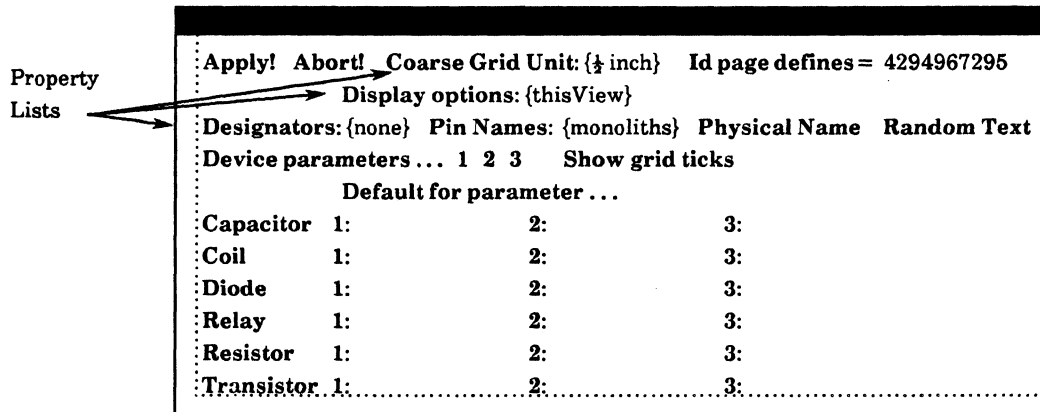 Property
Lists
Apply! Abort! Coarse Grid Unit: {½ inch} Id page defines = 4294967295
Display options: {thisView}
Designators: {none} Pin Names: {monoliths} Physical Name Random Text
Device parameters ... 1 2 3 Show grid ticks
Default for parameter ...
Capacitor 1: 2: 3:
Coil 1: 2: 3:
Diode 1: 2: 3:
Relay 1: 2: 3:
Resistor 1: 2: 3:
Transistor 1: 2: 3: